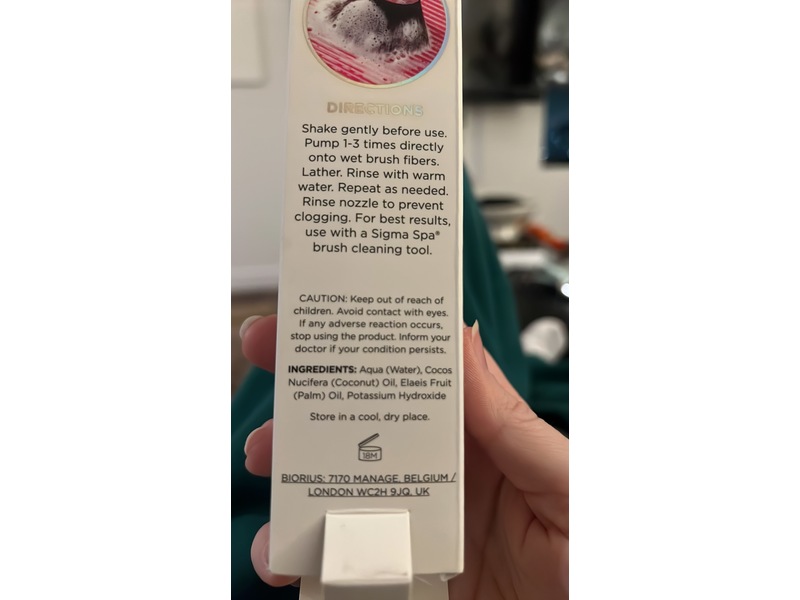 DIRECTIONS
Shake gently before use.
Pump 1-3 times directly
onto wet brush fibers.
Lather. Rinse with warm
water. Repeat as needed.
Rinse nozzle to prevent
clogging. For best results,
use with a Sigma Spa®
brush cleaning tool.
CAUTION: Keep out of reach of
children. Avoid contact with eyes.
If any adverse reaction occurs,
stop using the product. Inform your
doctor if your condition persists.
INGREDIENTS: Aqua (Water), Cocos
Nucifera (Coconut) Oil, Elaeis Fruit
(Palm) Oil, Potassium Hydroxide
Store in a cool, dry place.
18M
BIORIUS: 7170 MANAGE, BELGIUM /
LONDON WC2H 9JQ, UK